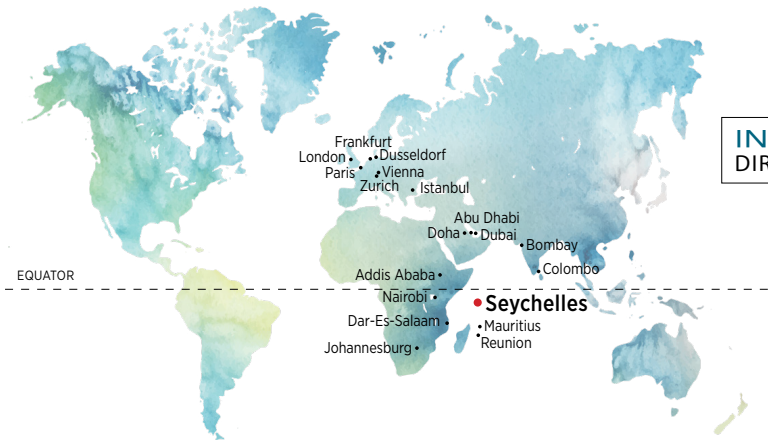 Frankfurt
London
Dusseldorf
Paris
Vienna
Zurich
Istanbul
Abu Dhabi
Doha
Dubai
Bombay
Colombo
EQUATOR
Addis Ababa
Nairobi
Seychelles
Dar-Es-Salaam
Mauritius
Reunion
Johannesburg
IN
DIR